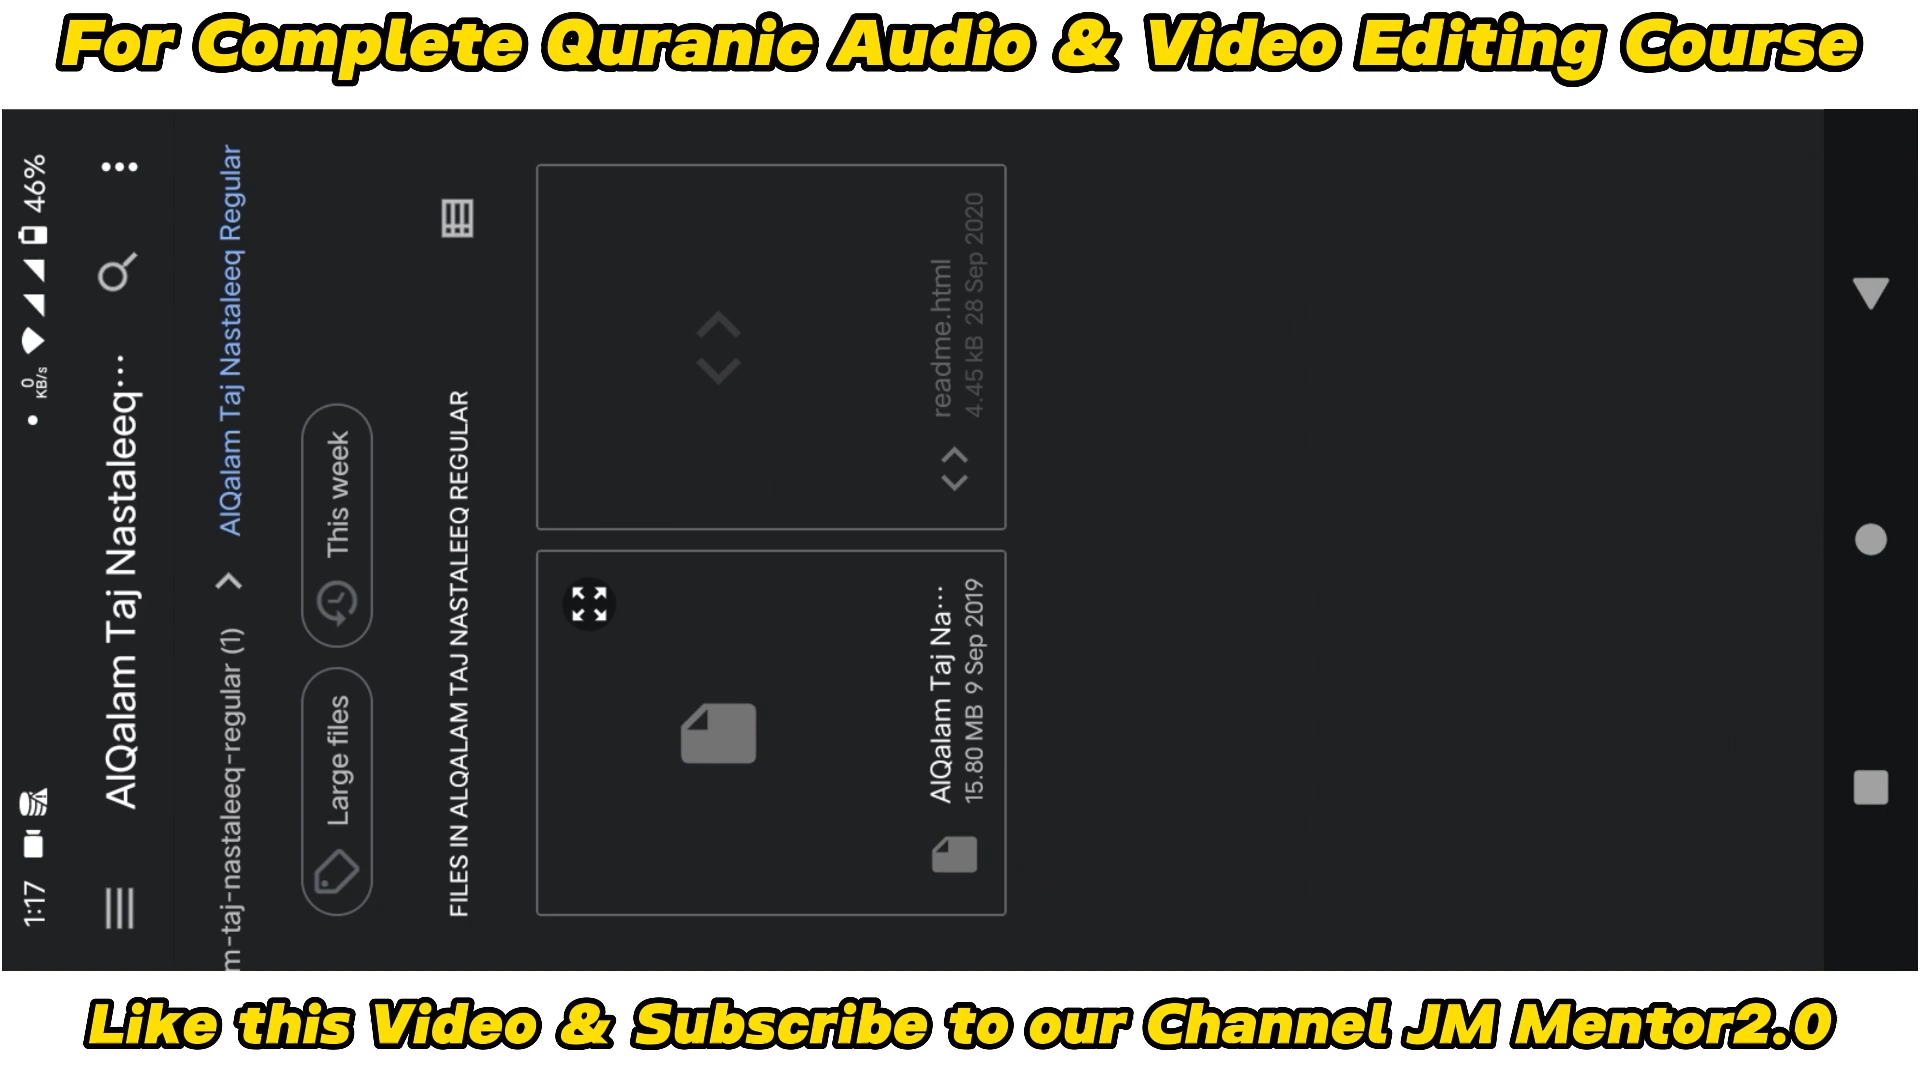 For Complete Quranic Audio & Video Editing Course
1:17
0
KB/s
46%
AlQalam Taj Nastaleeq...
m-taj-nastaleeq-regular (1)
AlQalam Taj Nastaleeq Regular
Large files
This week
FILES IN ALQALAM TAJ NASTALEEQ REGULAR
AlQalam Taj Na...
15.80 MB 9 Sep 2019
readme.html
4.45 kB 28 Sep 2020
Like this Video & Subscribe to our Channel JM Mentor2.0